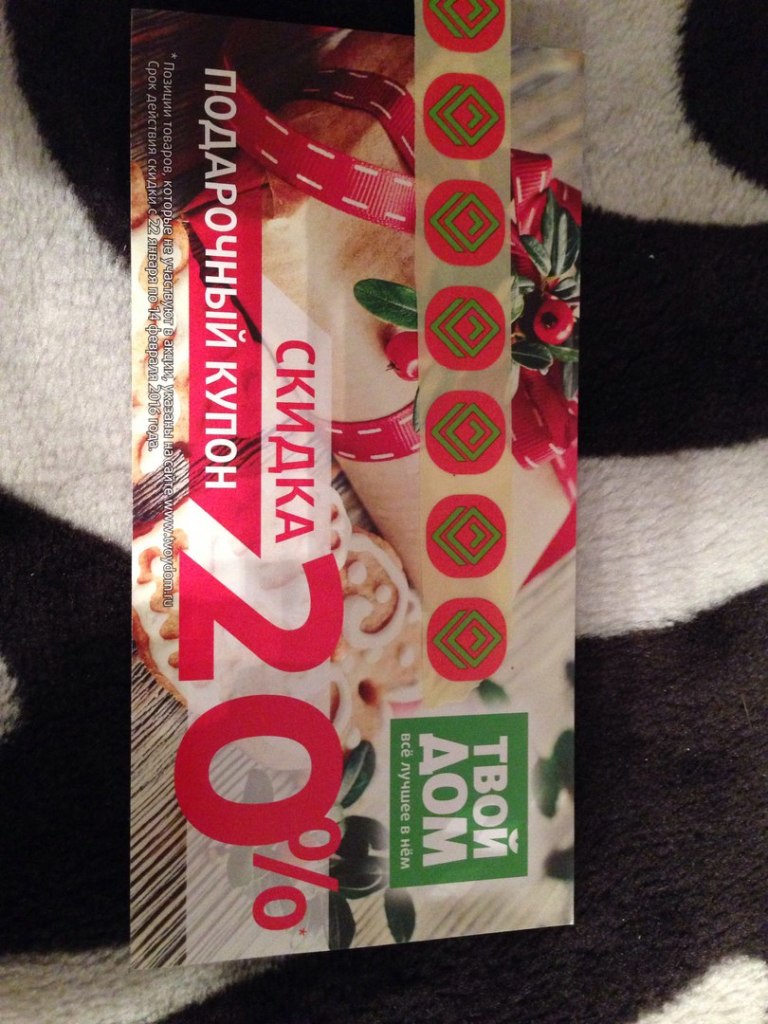 ТВОЙ
ДОМ
всё лучшее в нём
СКИДКА
20%*
ПОДАРОЧНЫЙ КУПОН
* Позиции товаров, которые не участвуют в акции, указаны на сайте www.tvoydom.ru
Срок действия скидки с 22 января по 14 февраля 2016 года.